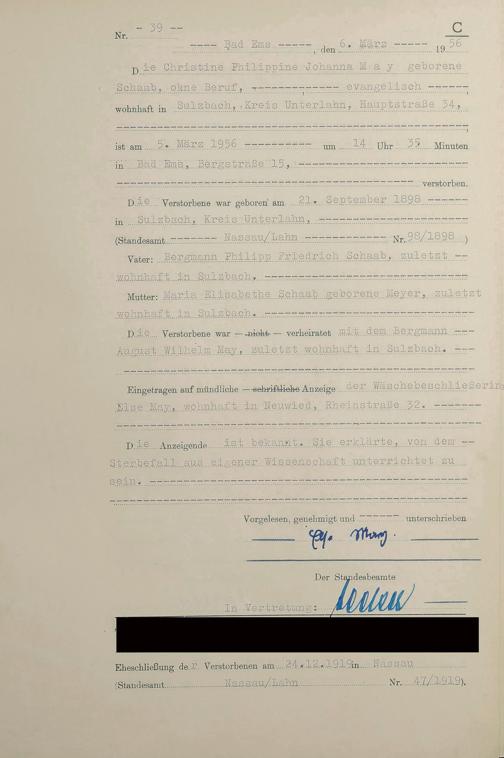 C
Nr. - 39 --
---- Bad Ems -----, den 6. März ----- 1956
Die Christine Philippine Johanna M a y geborene
Schaab, ohne Beruf, ------------, evangelisch ------,
wohnhaft in Sulzbach, Kreis Unterlahn, Hauptstraße 34,
------------------------------------------------,
ist am 5. März 1956 ---------- um 14 Uhr 35 Minuten
in Bad Ems, Bergstraße 15, ------------------------
------------------------------------------ verstorben.
Die Verstorbene war geboren am 21. September 1898 ------
in Sulzbach, Kreis Unterlahn, ----------------------
(Standesamt ------- Nassau/Lahn ------------ Nr. 98/1898 )
Vater: Bergmann Philipp Friedrich Schaab, zuletzt --
wohnhaft in Sulzbach. ------------------------------
Mutter: Maria Elisabethe Schaab geborene Meyer, zuletzt
wohnhaft in Sulzbach. ------------------------------
Die Verstorbene war — nicht — verheiratet mit dem Bergmann ---
August Wilhelm May, zuletzt wohnhaft in Sulzbach. ---
------------------------------------------------
Eingetragen auf mündliche — schriftliche Anzeige der Wäschebeschließerin
Else May, wohnhaft in Neuwied, Rheinstraße 32. -------
------------------------------------------------
Die Anzeigende ist bekannt. Sie erklärte, von dem --
Sterbefall aus eigener Wissenschaft unterrichtet zu
sein. ------------------------------------------
------------------------------------------------
Vorgelesen, genehmigt und ------ unterschrieben
May.
Der Standesbeamte
In Vertretung:
Eheschließung der Verstorbenen am 24.12.1919 in Nassau
(Standesamt Nassau/Lahn Nr. 47/1919).